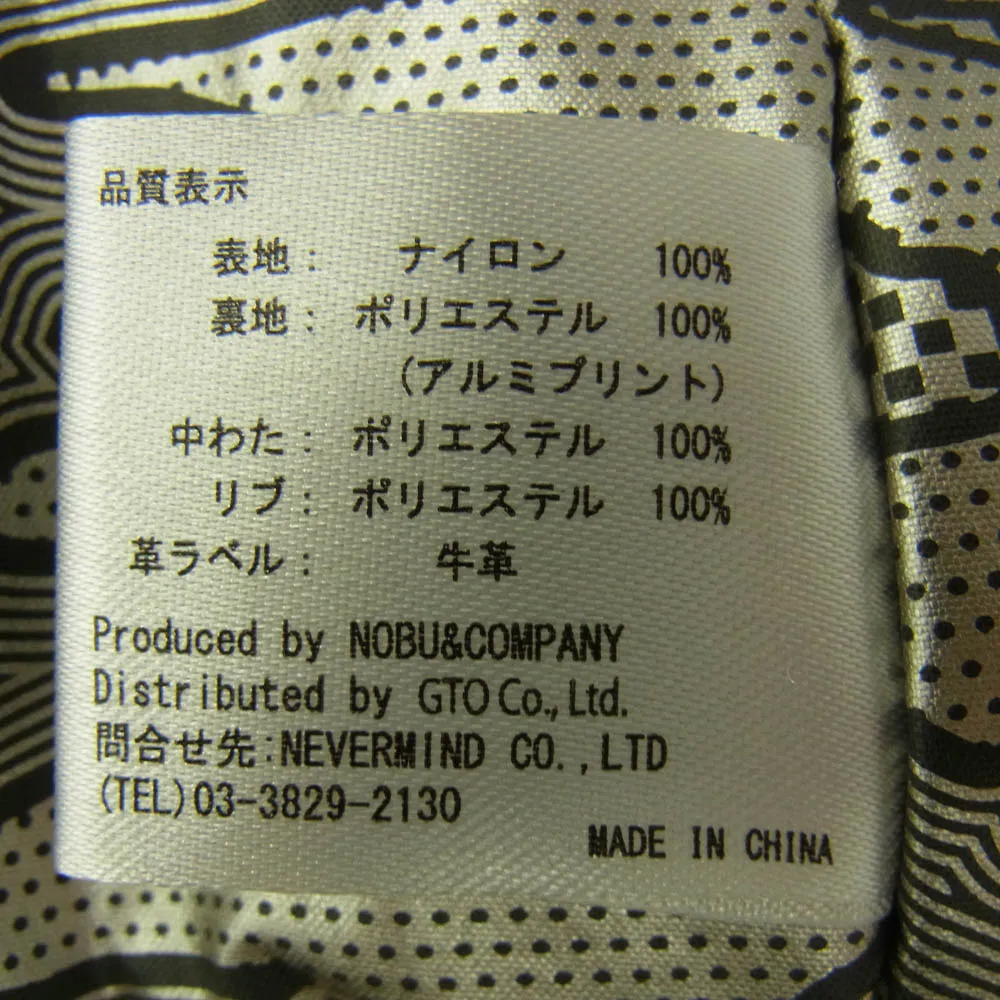 品質表示
表地: ナイロン 100%
裏地: ポリエステル 100%
(アルミプリント)
中わた: ポリエステル 100%
リブ: ポリエステル 100%
革ラベル: 牛革
Produced by NOBU&COMPANY
Distributed by GTO Co., Ltd.
問合せ先:NEVERMIND CO.,LTD
(TEL)03-3829-2130
MADE IN CHINA